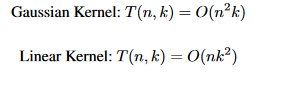 Gaussian Kernel: T(n, k) = O(n²k)
Linear Kernel: T(n, k) = O(nk²)